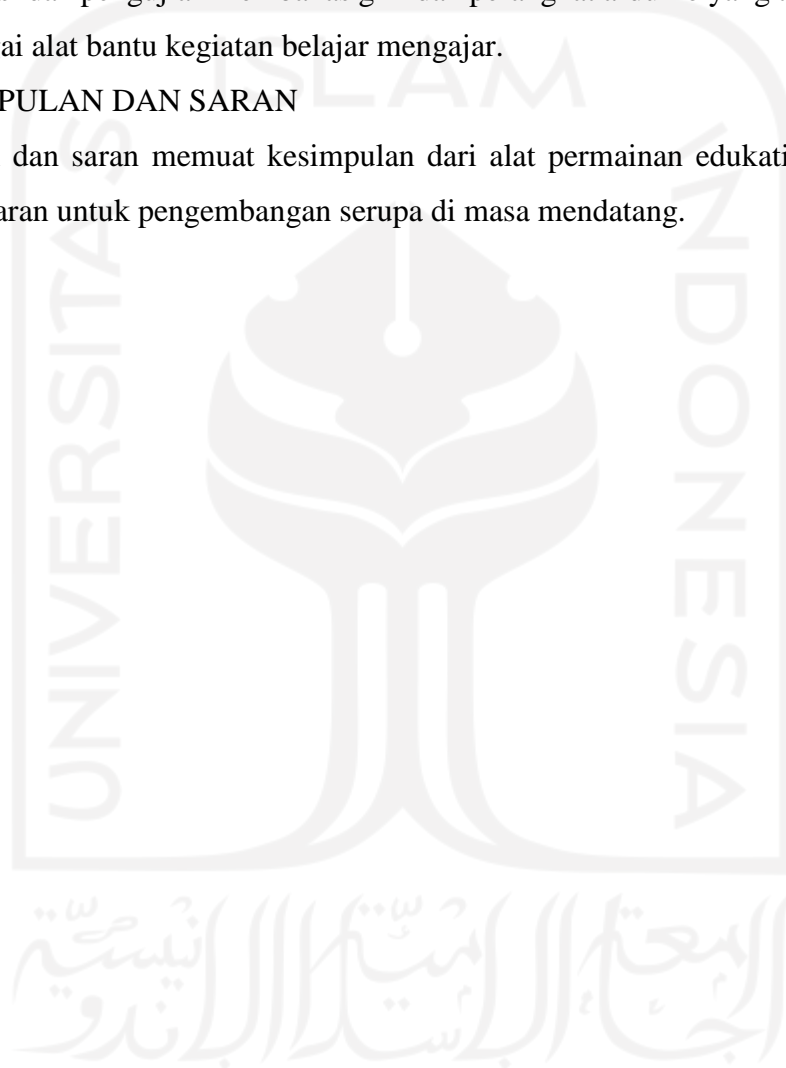 gai alat bantu kegiatan belajar mengajar.
PULAN DAN SARAN
dan saran memuat kesimpulan dari alat permainan edukati
aran untuk pengembangan serupa di masa mendatang.
ISLAM
UNIVERSITAS
INDONESIA